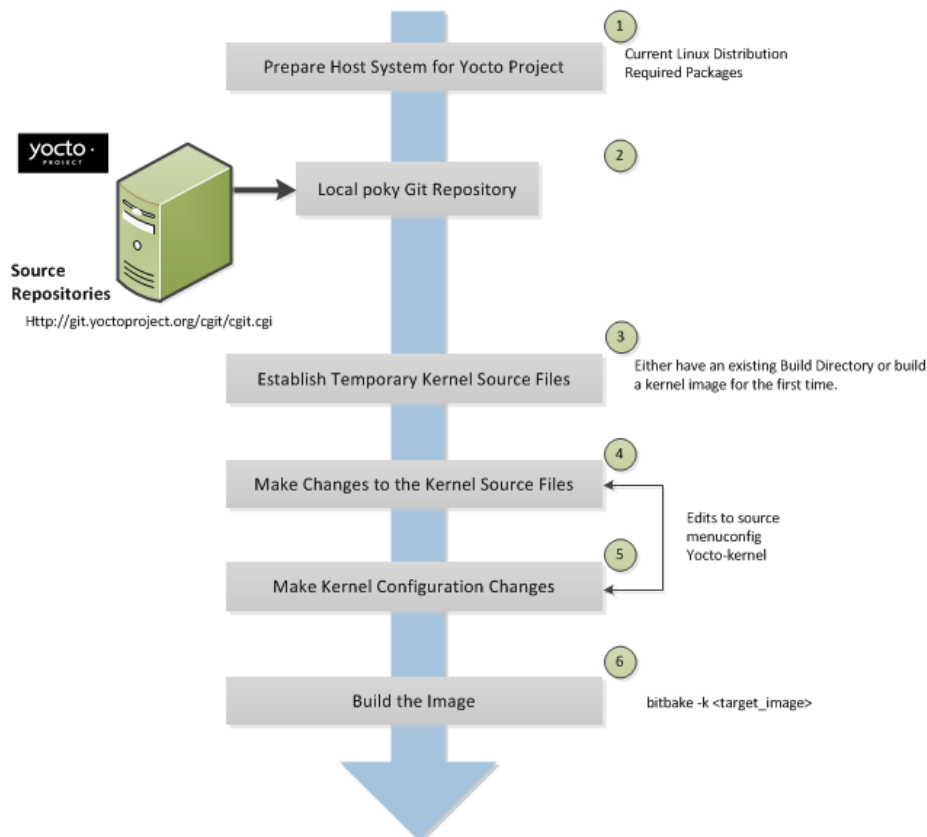 1
Prepare Host System for Yocto Project
Current Linux Distribution
Required Packages
yocto ·
PROJECT
2
Local poky Git Repository
Source
Repositories
Http://git.yoctoproject.org/cgit/cgit.cgi
3
Establish Temporary Kernel Source Files
Either have an existing Build Directory or build
a kernel image for the first time.
4
Make Changes to the Kernel Source Files
Edits to source
menuconfig
Yocto-kernel
5
Make Kernel Configuration Changes
6
Build the Image
bitbake -k <target_image>